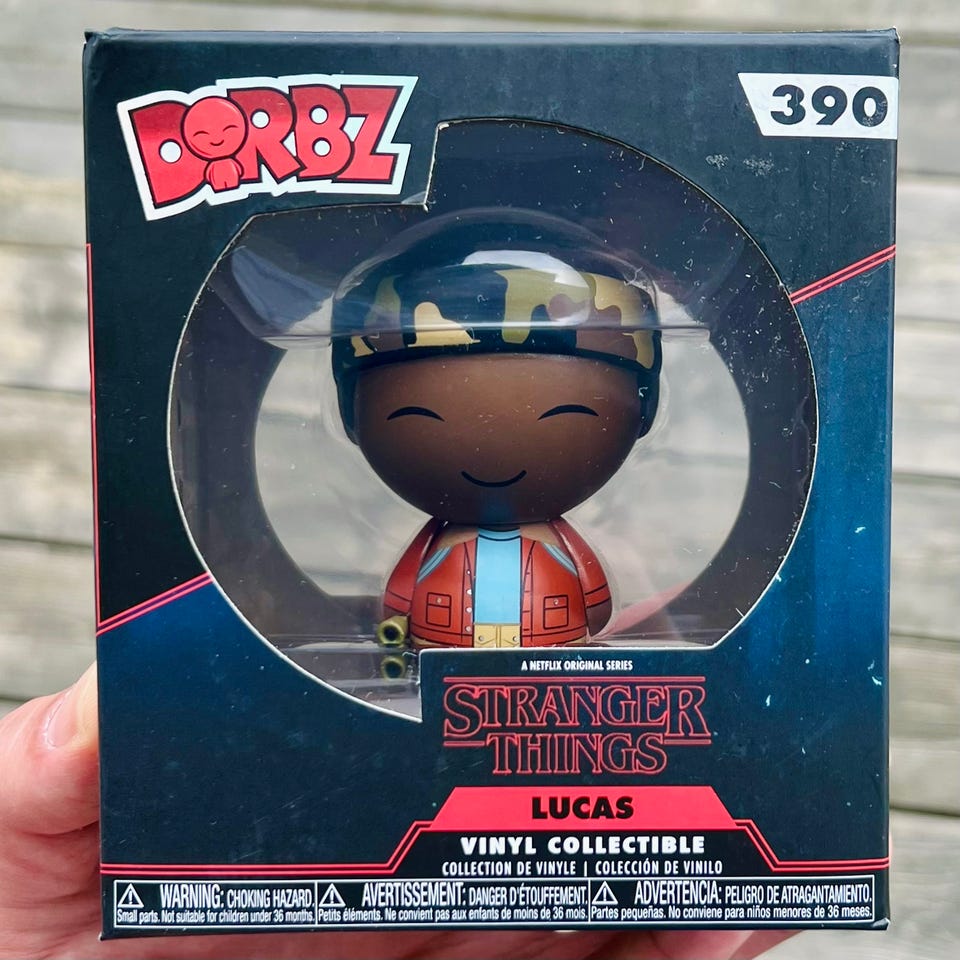 DORBZ
390
A NETFLIX ORIGINAL SERIES
STRANGER
THINGS
LUCAS
VINYL COLLECTIBLE
COLLECTION DE VINYLE | COLECCIÓN DE VINILO
WARNING: CHOKING HAZARD.
Small parts. Not suitable for children under 36 months.
AVERTISSEMENT: DANGER D'ÉTOUFFEMENT.
Petits éléments. Ne convient pas aux enfants de moins de 36 mois.
ADVERTENCIA: PELIGRO DE ATRAGANTAMIENTO.
Partes pequeñas. No conviene para niños menores de 36 meses.